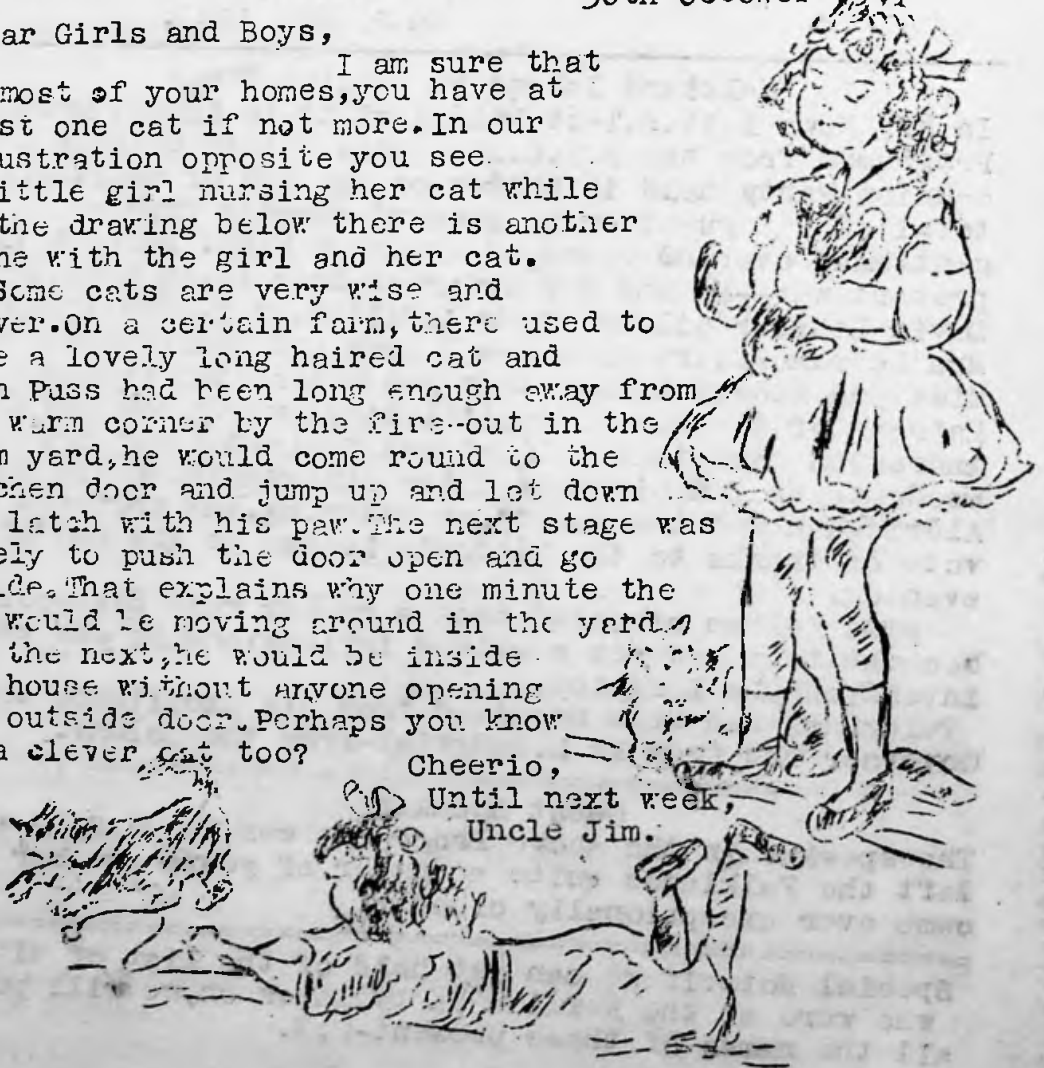 30th October
ar Girls and Boys,
I am sure that
most of your homes,you have at
st one cat if not more.In our
ustration opposite you see
ittle girl nursing her cat while
the drawing below there is another
ne with the girl and her cat.
Some cats are very wise and
ver.On a certain farm,there used to
e a lovely long haired cat and
n Puss had been long enough away from
warm corner by the fire--out in the
m yard,he would come round to the
chen door and jump up and let down
latch with his paw.The next stage was
ely to push the door open and go
ide.That explains why one minute the
would be moving around in the yard
the next,he would be inside
house without anyone opening
outside door.Perhaps you know
a clever cat too?
Cheerio,
Until next week,
Uncle Jim.